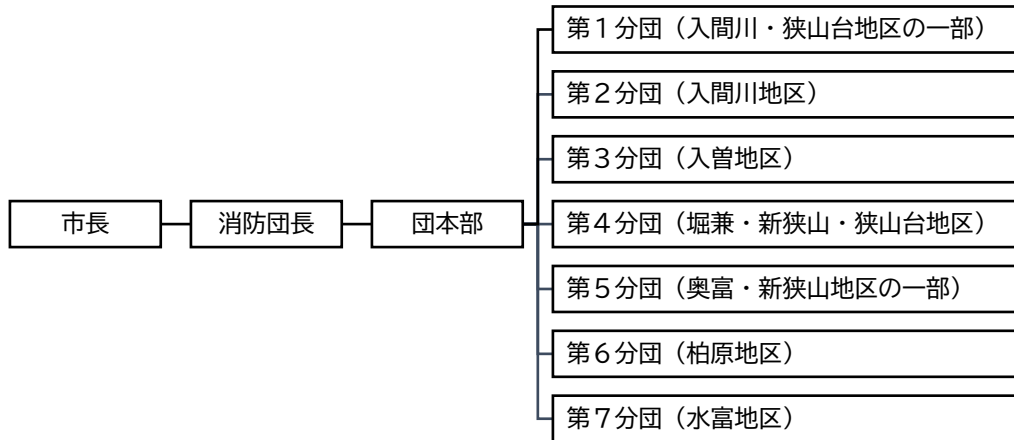 市長
消防団長
団本部
第1分団（入間川・狭山台地区の一部）
第2分団（入間川地区）
第3分団（入曽地区）
第4分団（堀兼・新狭山・狭山台地区）
第5分団（奥富・新狭山地区の一部）
第6分団（柏原地区）
第7分団（水富地区）